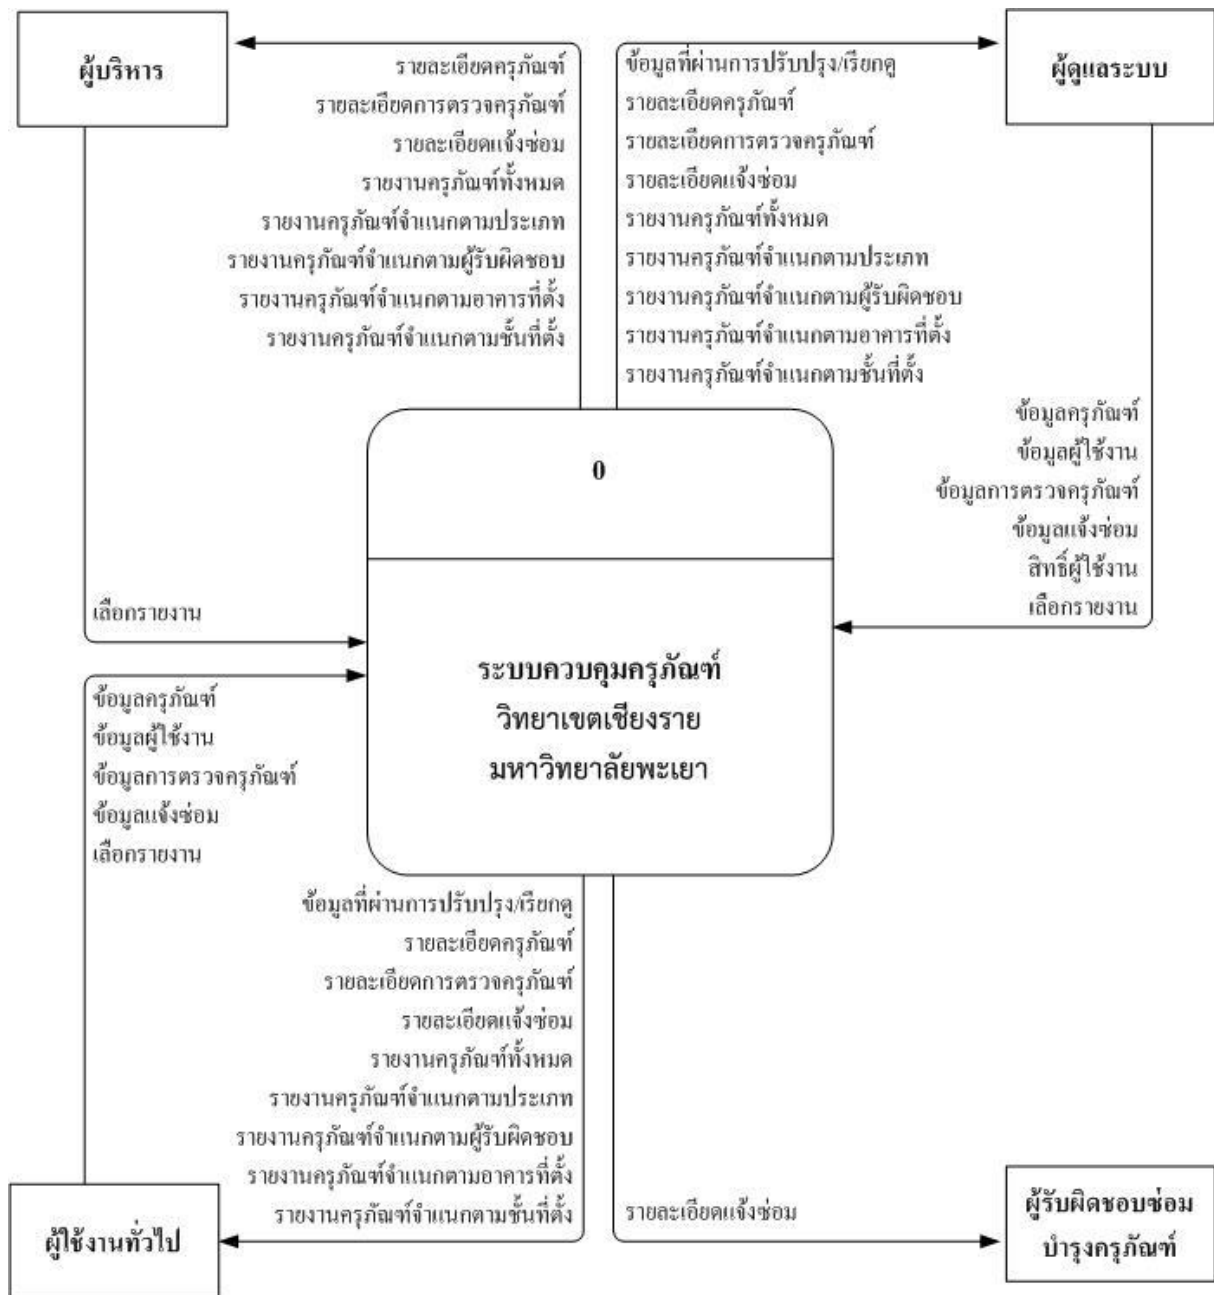 ผู้บริหาร
รายละเอียดครุภัณฑ์
รายละเอียดการตรวจครุภัณฑ์
รายละเอียดแจ้งซ่อม
รายงานครุภัณฑ์ทั้งหมด
รายงานครุภัณฑ์จำแนกตามประเภท
รายงานครุภัณฑ์จำแนกตามผู้รับผิดชอบ
รายงานครุภัณฑ์จำแนกตามอาคารที่ตั้ง
รายงานครุภัณฑ์จำแนกตามชั้นที่ตั้ง
ข้อมูลที่ผ่านการปรับปรุง/เรียกดู
รายละเอียดครุภัณฑ์
รายละเอียดการตรวจครุภัณฑ์
รายละเอียดแจ้งซ่อม
รายงานครุภัณฑ์ทั้งหมด
รายงานครุภัณฑ์จำแนกตามประเภท
รายงานครุภัณฑ์จำแนกตามผู้รับผิดชอบ
รายงานครุภัณฑ์จำแนกตามอาคารที่ตั้ง
รายงานครุภัณฑ์จำแนกตามชั้นที่ตั้ง
ผู้ดูแลระบบ
ข้อมูลครุภัณฑ์
ข้อมูลผู้ใช้งาน
ข้อมูลการตรวจครุภัณฑ์
ข้อมูลแจ้งซ่อม
สิทธิ์ผู้ใช้งาน
เลือกรายงาน
0
ระบบควบคุมครุภัณฑ์
วิทยาเขตเชียงราย
มหาวิทยาลัยพะเยา
เลือกรายงาน
ข้อมูลครุภัณฑ์
ข้อมูลผู้ใช้งาน
ข้อมูลการตรวจครุภัณฑ์
ข้อมูลแจ้งซ่อม
เลือกรายงาน
ข้อมูลที่ผ่านการปรับปรุง/เรียกดู
รายละเอียดครุภัณฑ์
รายละเอียดการตรวจครุภัณฑ์
รายละเอียดแจ้งซ่อม
รายงานครุภัณฑ์ทั้งหมด
รายงานครุภัณฑ์จำแนกตามประเภท
รายงานครุภัณฑ์จำแนกตามผู้รับผิดชอบ
รายงานครุภัณฑ์จำแนกตามอาคารที่ตั้ง
รายงานครุภัณฑ์จำแนกตามชั้นที่ตั้ง
ผู้ใช้งานทั่วไป
รายละเอียดแจ้งซ่อม
ผู้รับผิดชอบซ่อม
บำรุงครุภัณฑ์